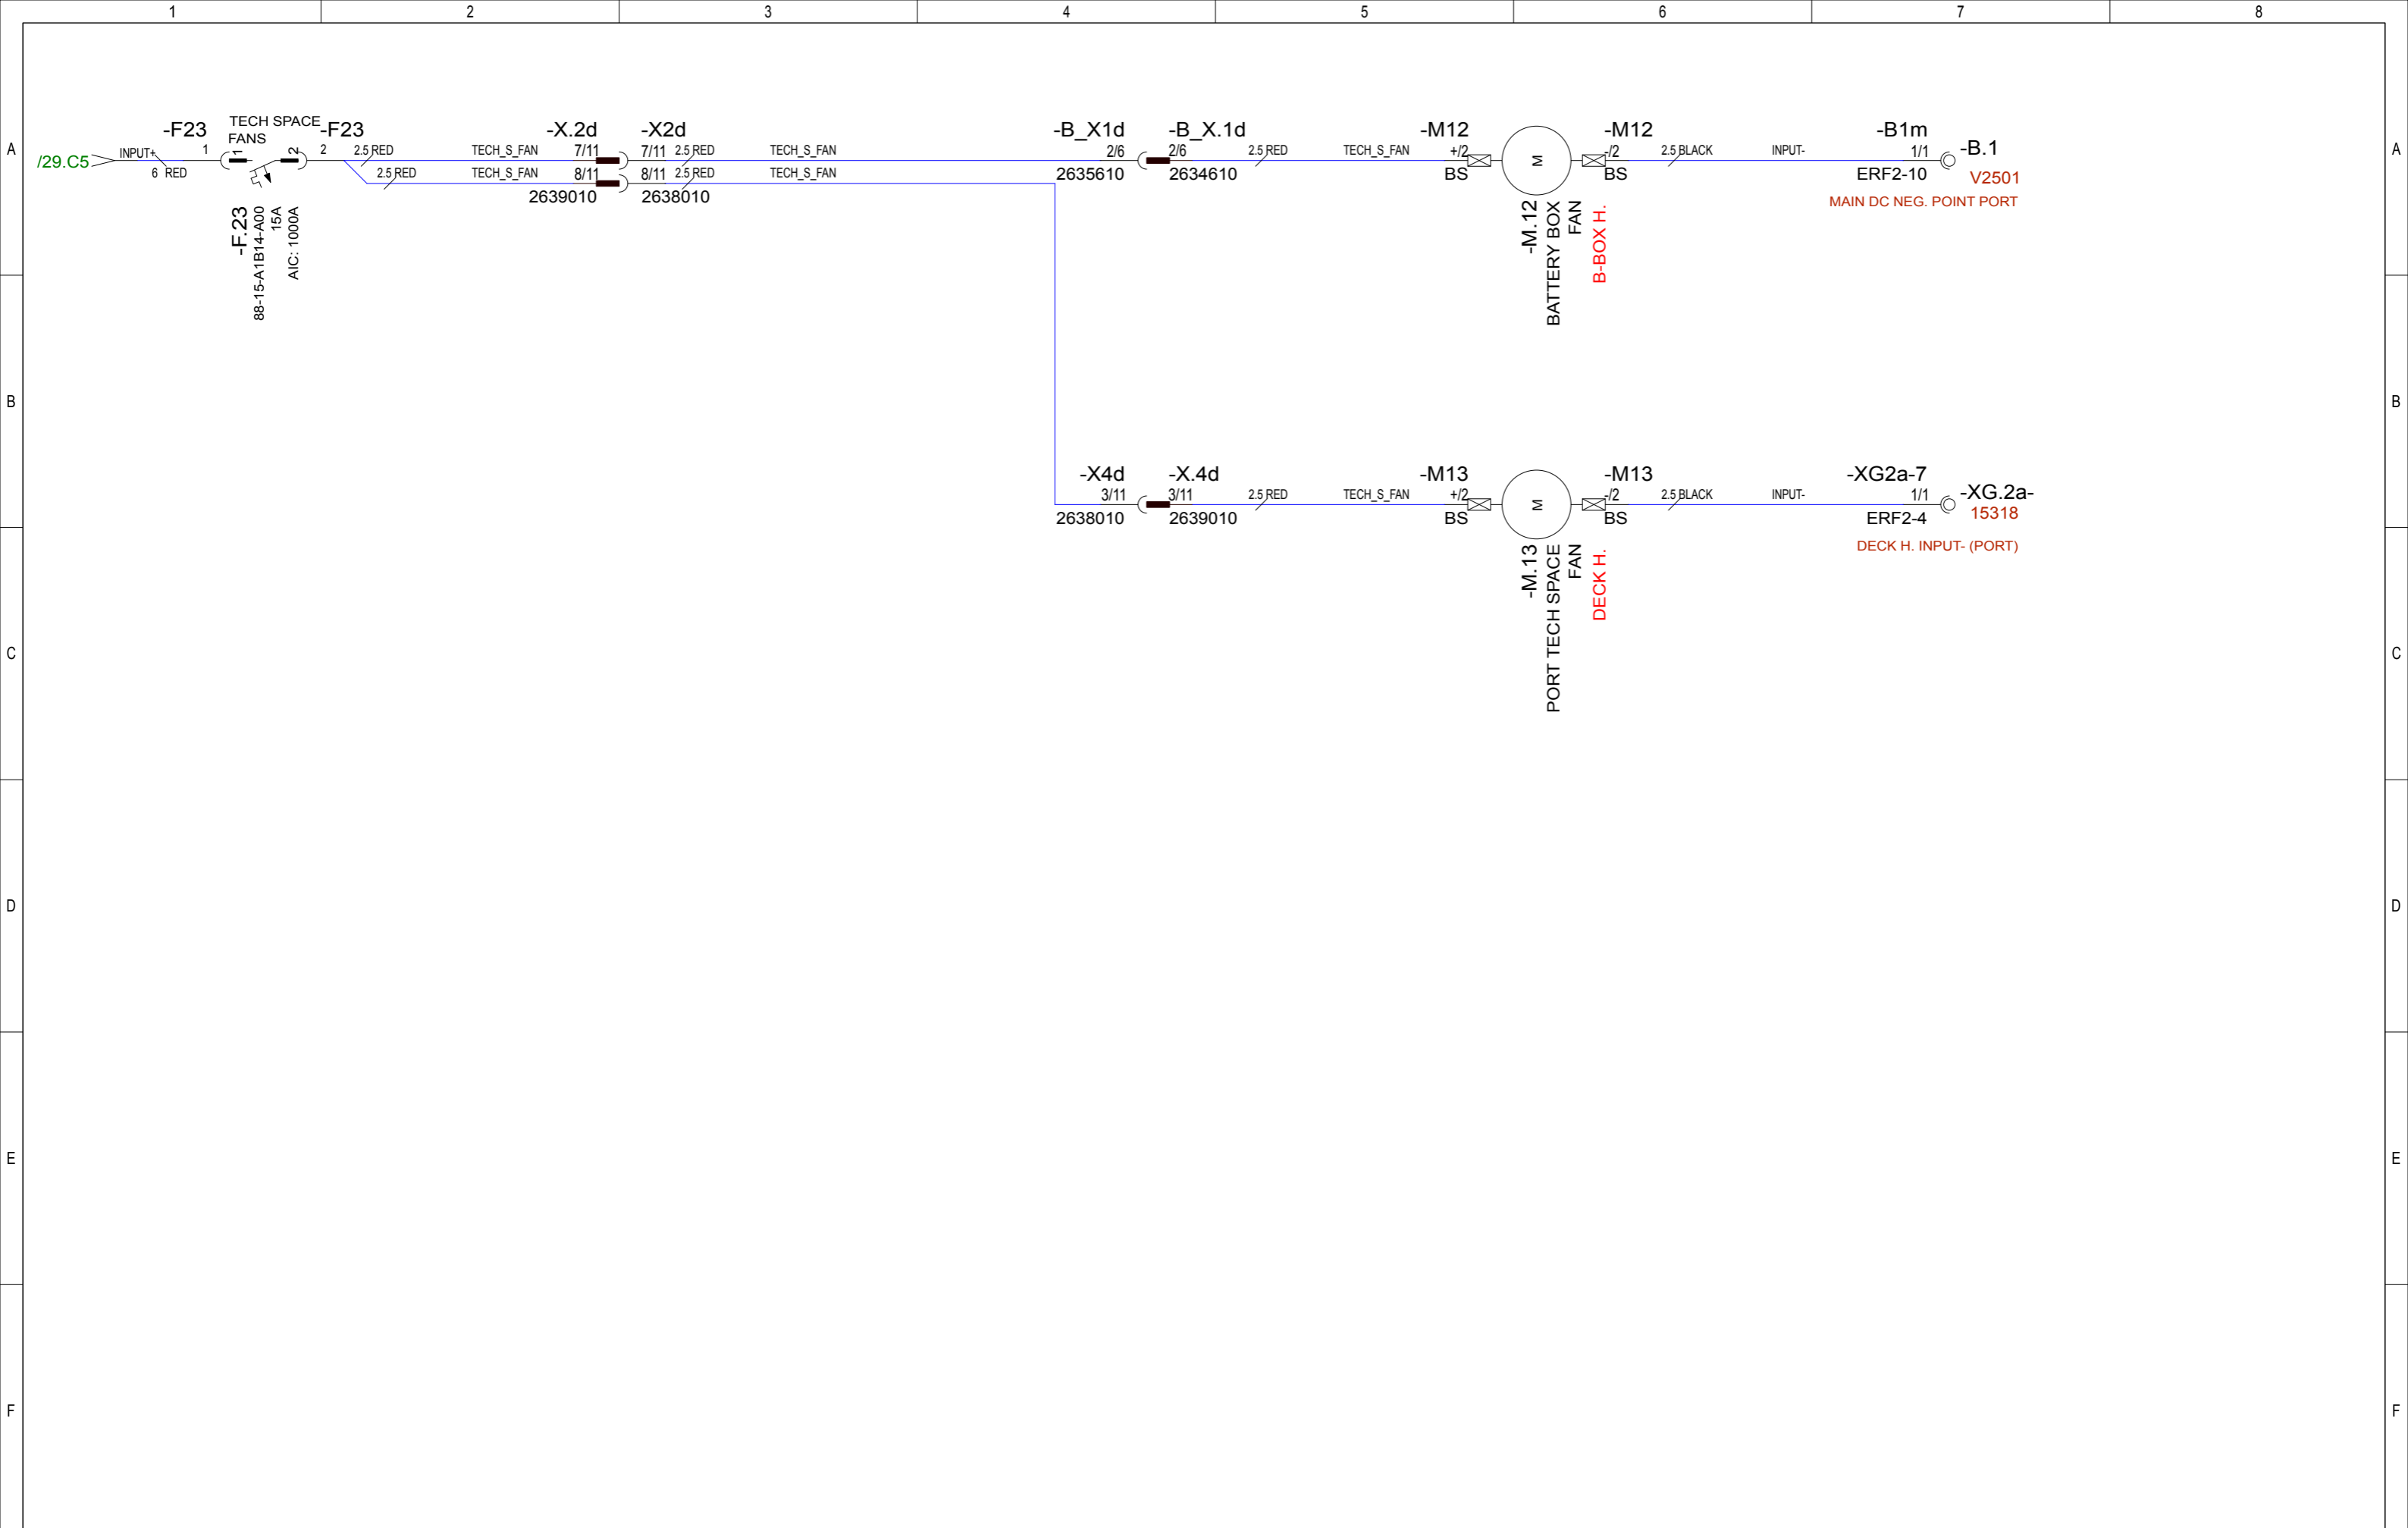 1 2 3 4 5 6 7 8
A A
TECH SPACE
FANS
-F23 -F23 -X.2d -X2d -B_X1d -B_X.1d -M12 -M12 -B1m -B.1
/29.C5 INPUT+ 1 1 2 2 2.5 RED TECH_S_FAN 7/11 7/11 2.5 RED TECH_S_FAN 2/6 2/6 2.5 RED TECH_S_FAN +/2 M -/2 2.5 BLACK INPUT- 1/1
6 RED 2.5 RED TECH_S_FAN 8/11 8/11 2.5 RED TECH_S_FAN 2635610 2634610 BS BS ERF2-10 V2501
2639010 2638010
MAIN DC NEG. POINT PORT
-F.23
88-15-A1B14-A00
15A
AIC: 1000A
-M.12
BATTERY BOX
FAN
B-BOX H.
B B
-X4d -X.4d -M13 -M13 -XG2a-7 -XG.2a-
3/11 3/11 2.5 RED TECH_S_FAN +/2 M -/2 2.5 BLACK INPUT- 1/1
2638010 2639010 BS BS ERF2-4 15318
DECK H. INPUT- (PORT)
-M.13
PORT TECH SPACE
FAN
DECK H.
C C
D D
E E
F F